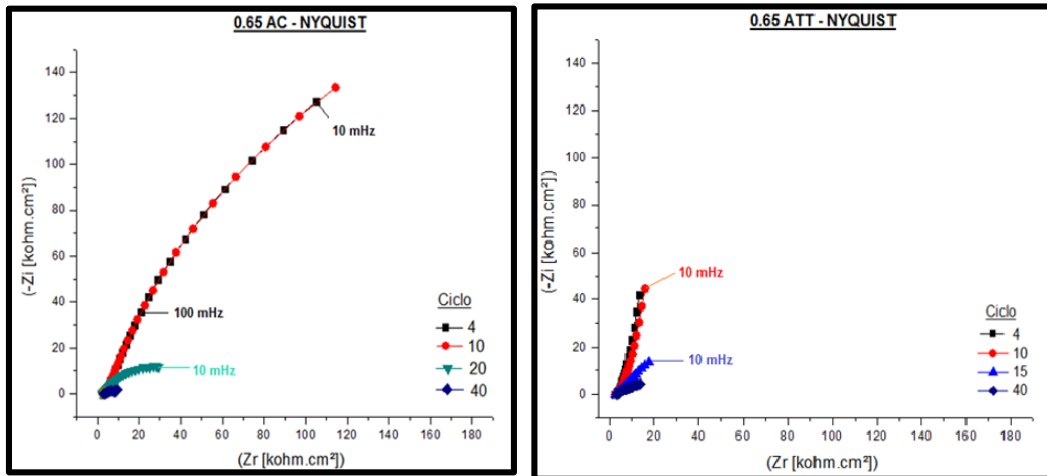 0.65 AC - NYQUIST
140
120
100
80
60
40
20
0
(-Zi [kohm.cm²])
10 mHz
100 mHz
10 mHz
Ciclo
4
10
20
40
0 20 40 60 80 100 120 140 160 180
(Zr [kohm.cm²])
0.65 ATT - NYQUIST
140
120
100
80
60
40
20
0
(-Zi [kohm.cm²])
10 mHz
10 mHz
Ciclo
4
10
15
40
0 20 40 60 80 100 120 140 160 180
(Zr [kohm.cm²])